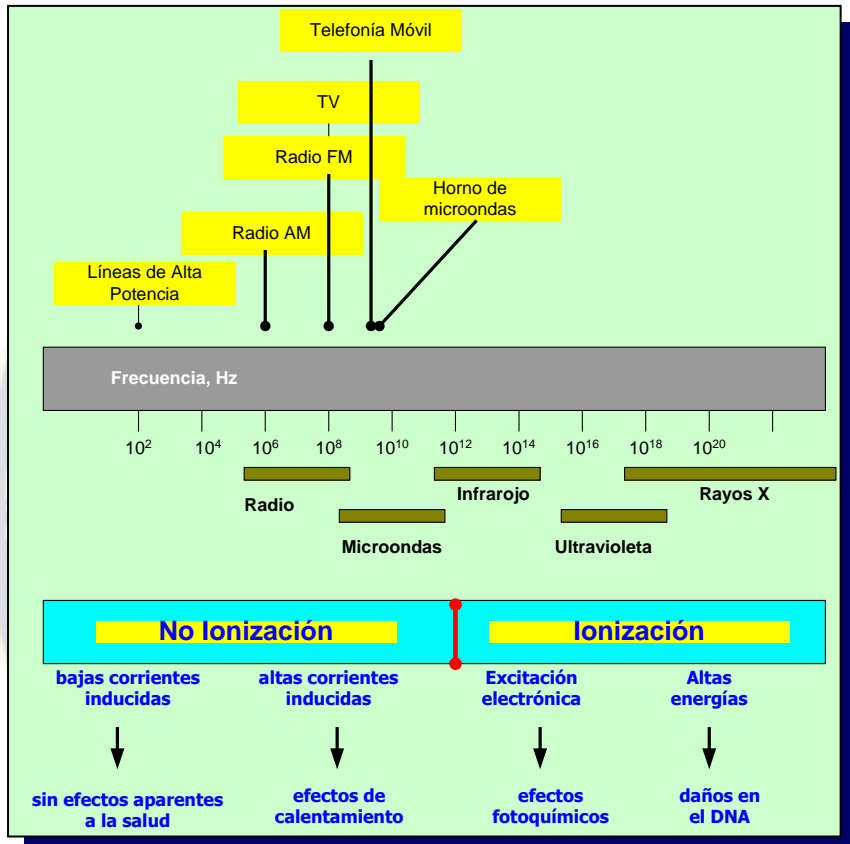 Telefonía Móvil
TV
Radio FM
Horno de
microondas
Radio AM
Líneas de Alta
Potencia
Frecuencia, Hz
10² 10⁴ 10⁶ 10⁸ 10¹⁰ 10¹² 10¹⁴ 10¹⁶ 10¹⁸ 10²⁰
Radio
Infrarojo
Rayos X
Microondas
Ultravioleta
No Ionización
Ionización
bajas corrientes
inducidas
altas corrientes
inducidas
Excitación
electrónica
Altas
energías
sin efectos aparentes
a la salud
efectos de
calentamiento
efectos
fotoquímicos
daños en
el DNA